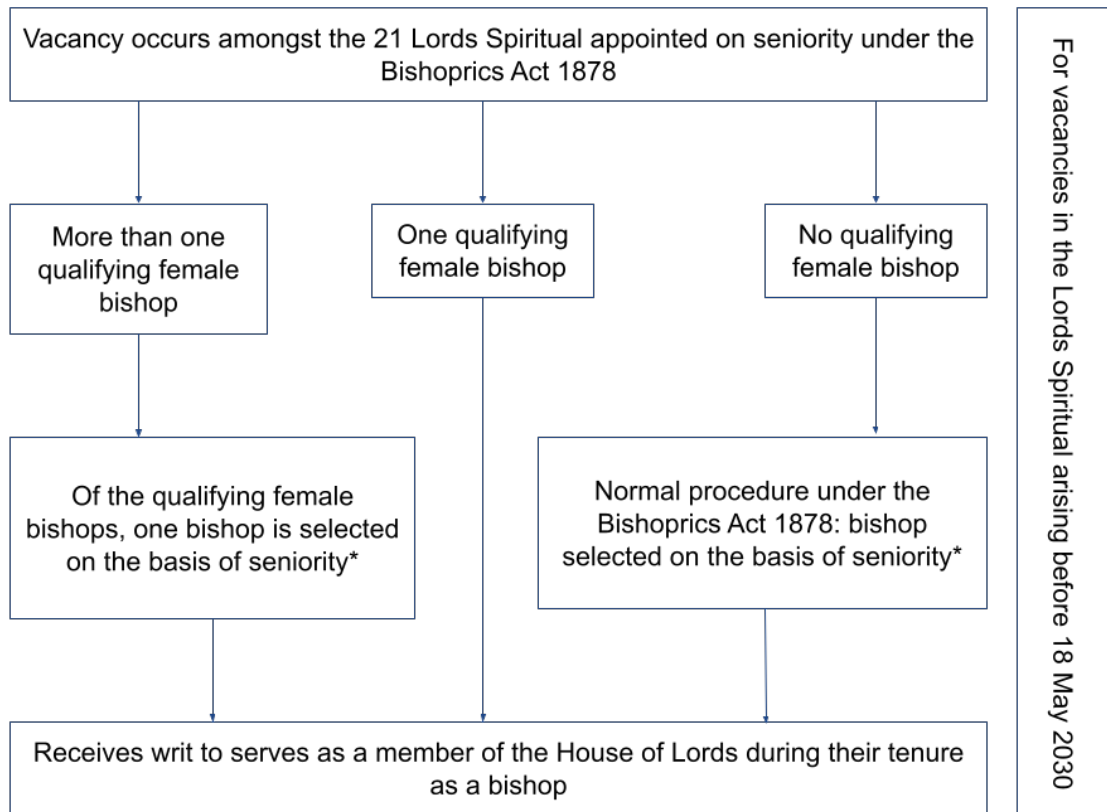 Vacancy occurs amongst the 21 Lords Spiritual appointed on seniority under the
Bishoprics Act 1878
More than one
qualifying female
bishop
One qualifying
female bishop
No qualifying
female bishop
Of the qualifying female
bishops, one bishop is selected
on the basis of seniority*
Normal procedure under the
Bishoprics Act 1878: bishop
selected on the basis of seniority*
Receives writ to serves as a member of the House of Lords during their tenure
as a bishop
For vacancies in the Lords Spiritual arising before 18 May 2030